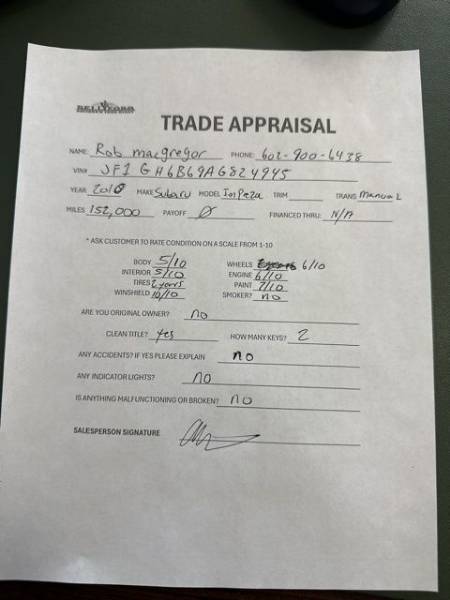 BELL FORD
TRADE APPRAISAL
NAME: Rob macgregor PHONE: 602-900-6438
VIN# JF1GH6B69AG824945
YEAR 2010 MAKE Subaru MODEL Impeza TRIM TRANS Manual
MILES 152,000 PAYOFF Ø FINANCED THRU: N/A
* ASK CUSTOMER TO RATE CONDITION ON A SCALE FROM 1-10
BODY 5/10 WHEELS 6/10
INTERIOR 5/10 ENGINE 6/10
TIRES 2 years PAINT 7/10
WINSHIELD 10/10 SMOKER? no
ARE YOU ORIGINAL OWNER? no
CLEAN TITLE? yes HOW MANY KEYS? 2
ANY ACCIDENTS? IF YES PLEASE EXPLAIN no
ANY INDICATOR LIGHTS? no
IS ANYTHING MALFUNCTIONING OR BROKEN? no
SALESPERSON SIGNATURE